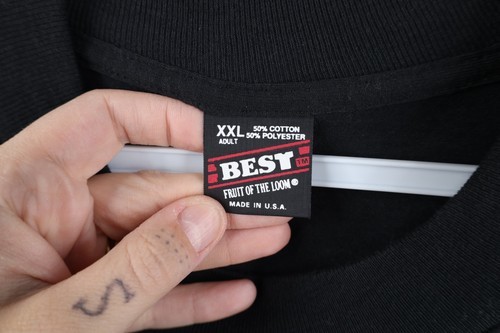 XXL 50% COTTON
ADULT 50% POLYESTER
BEST TM
FRUIT OF THE LOOM®
MADE IN U.S.A.
S